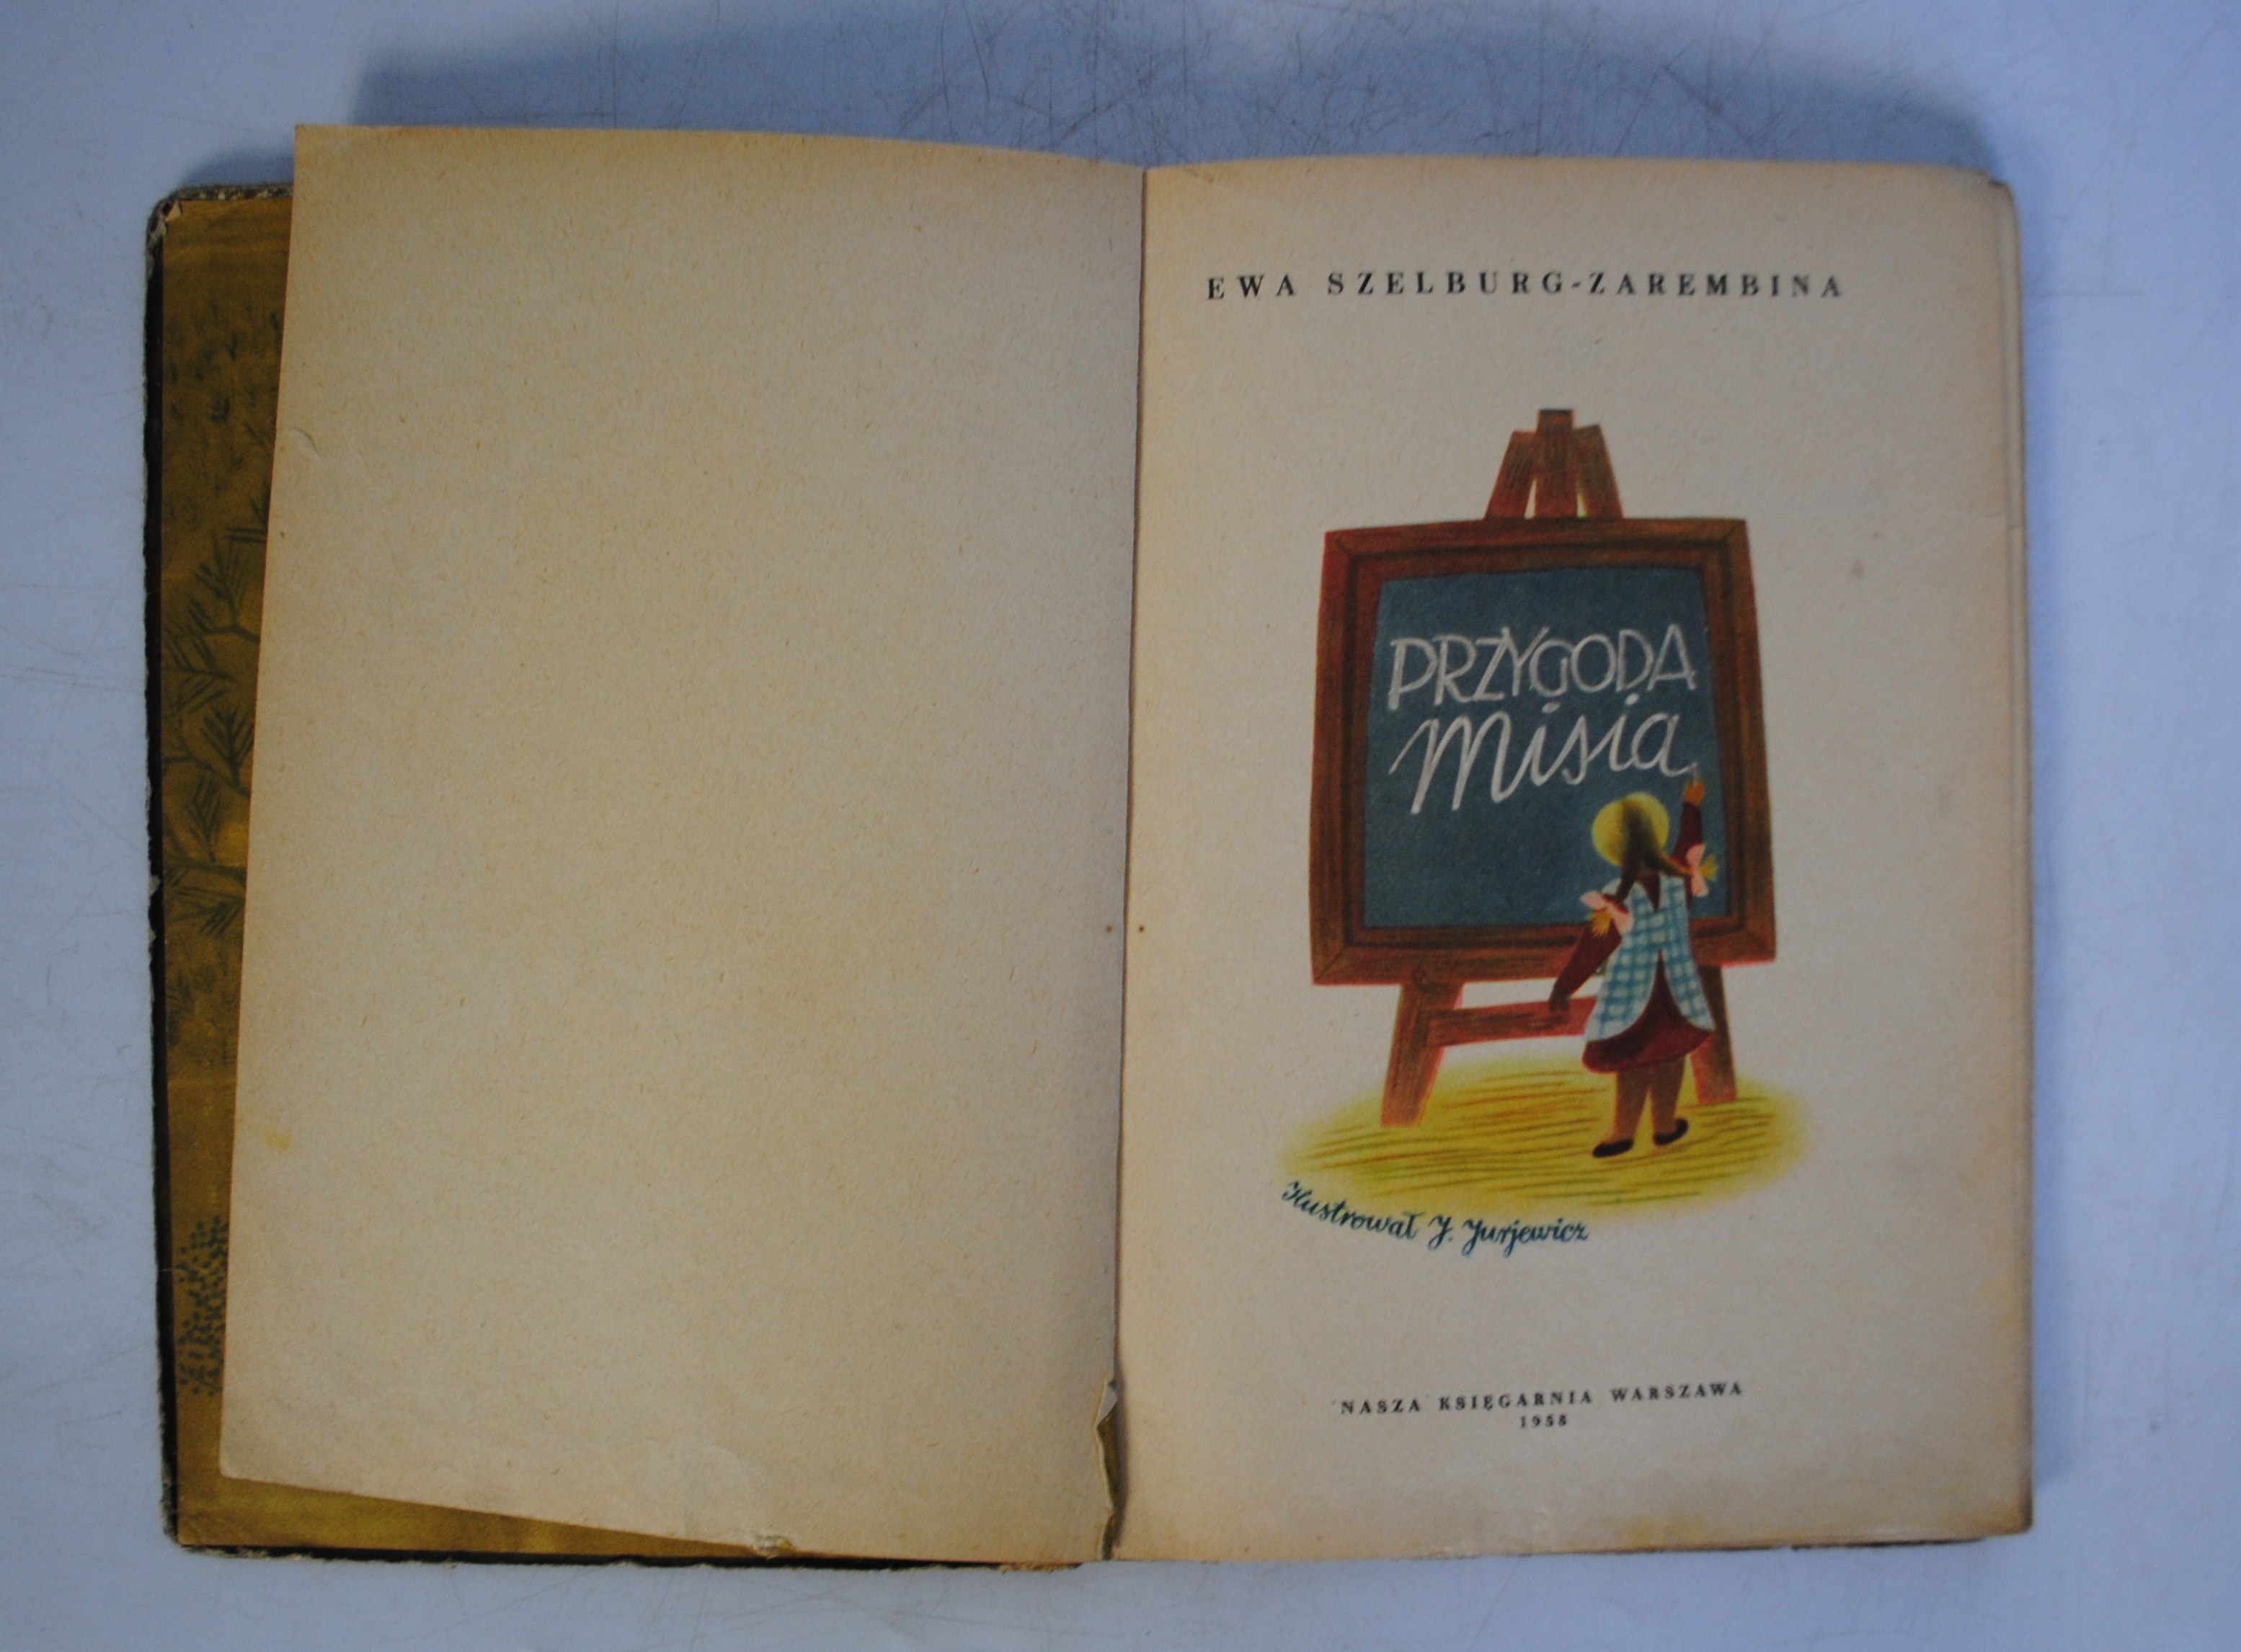 EWA SZELBURG-ZAREMBINA
PRZYGODA
Misia
Ilustrował J. Jurjewicz
NASZA KSIĘGARNIA WARSZAWA
1958